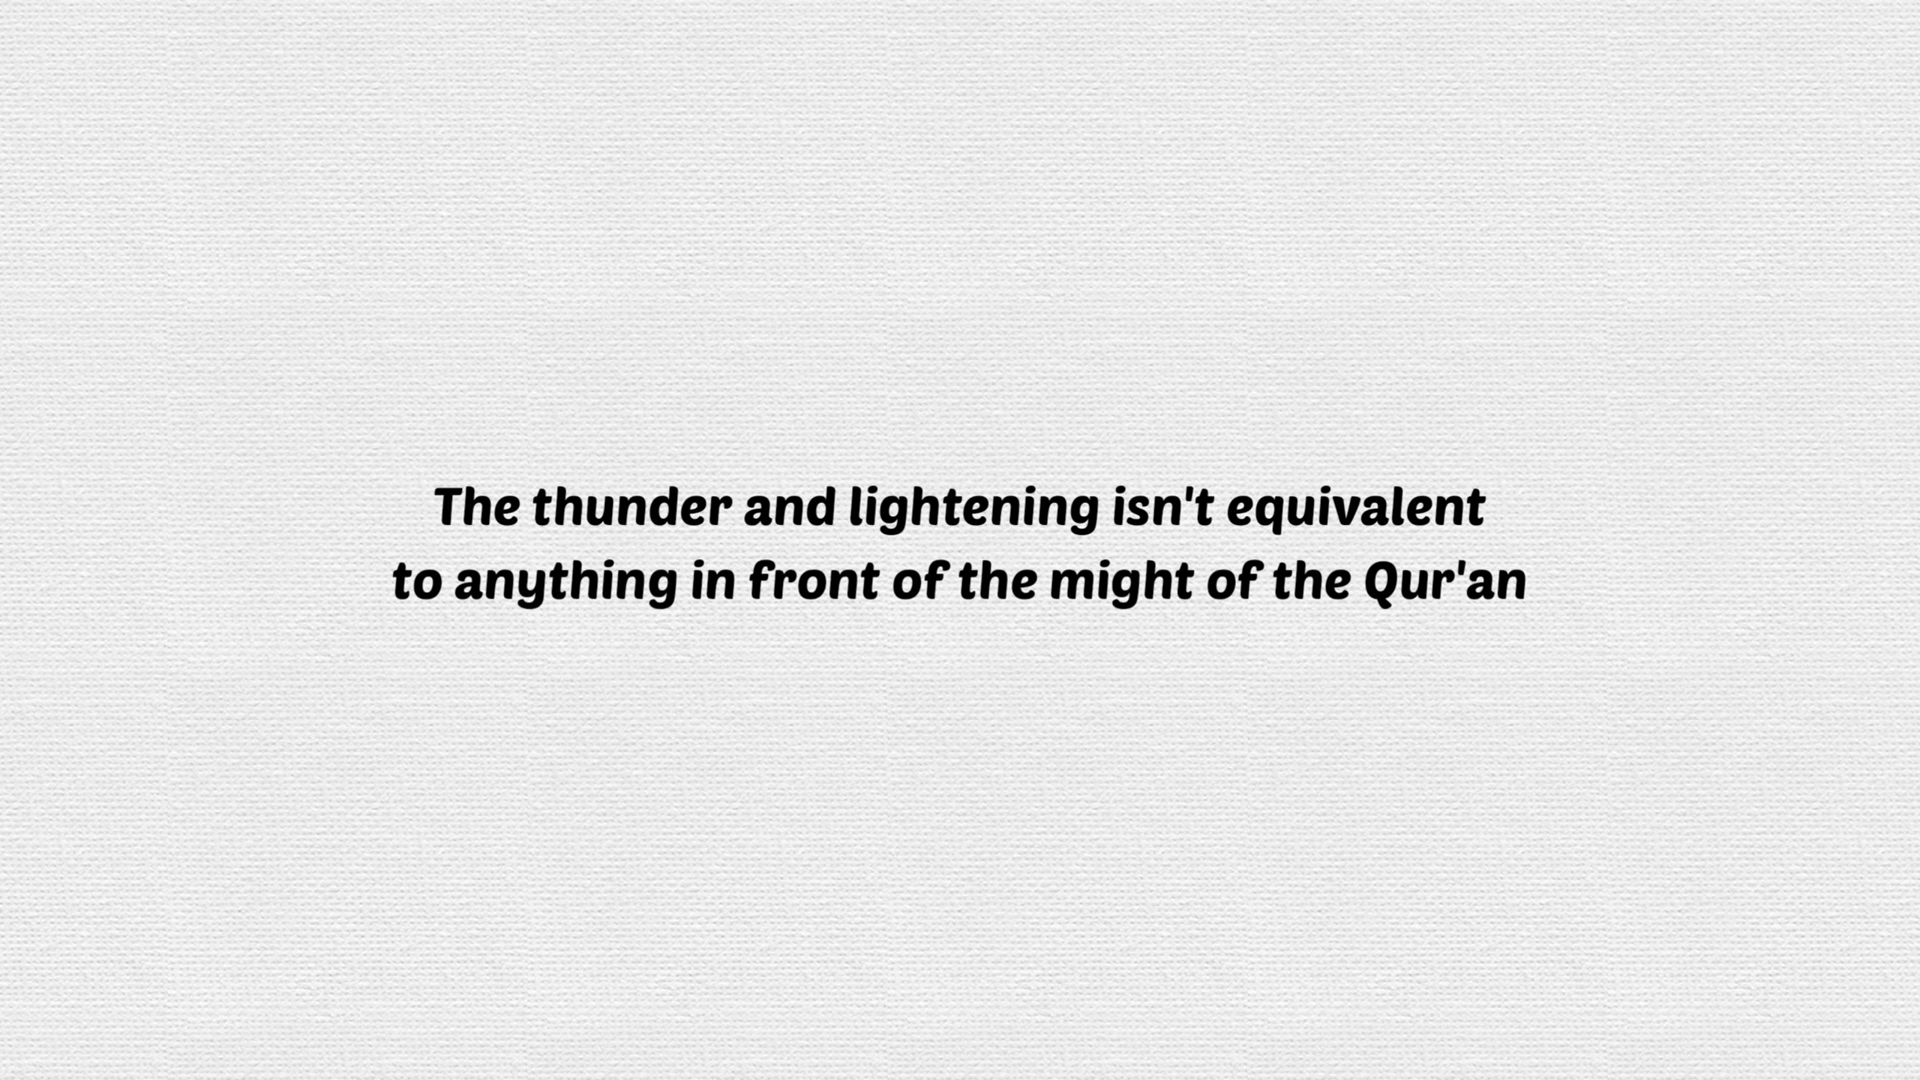 The thunder and lightening isn't equivalent
to anything in front of the might of the Qur'an